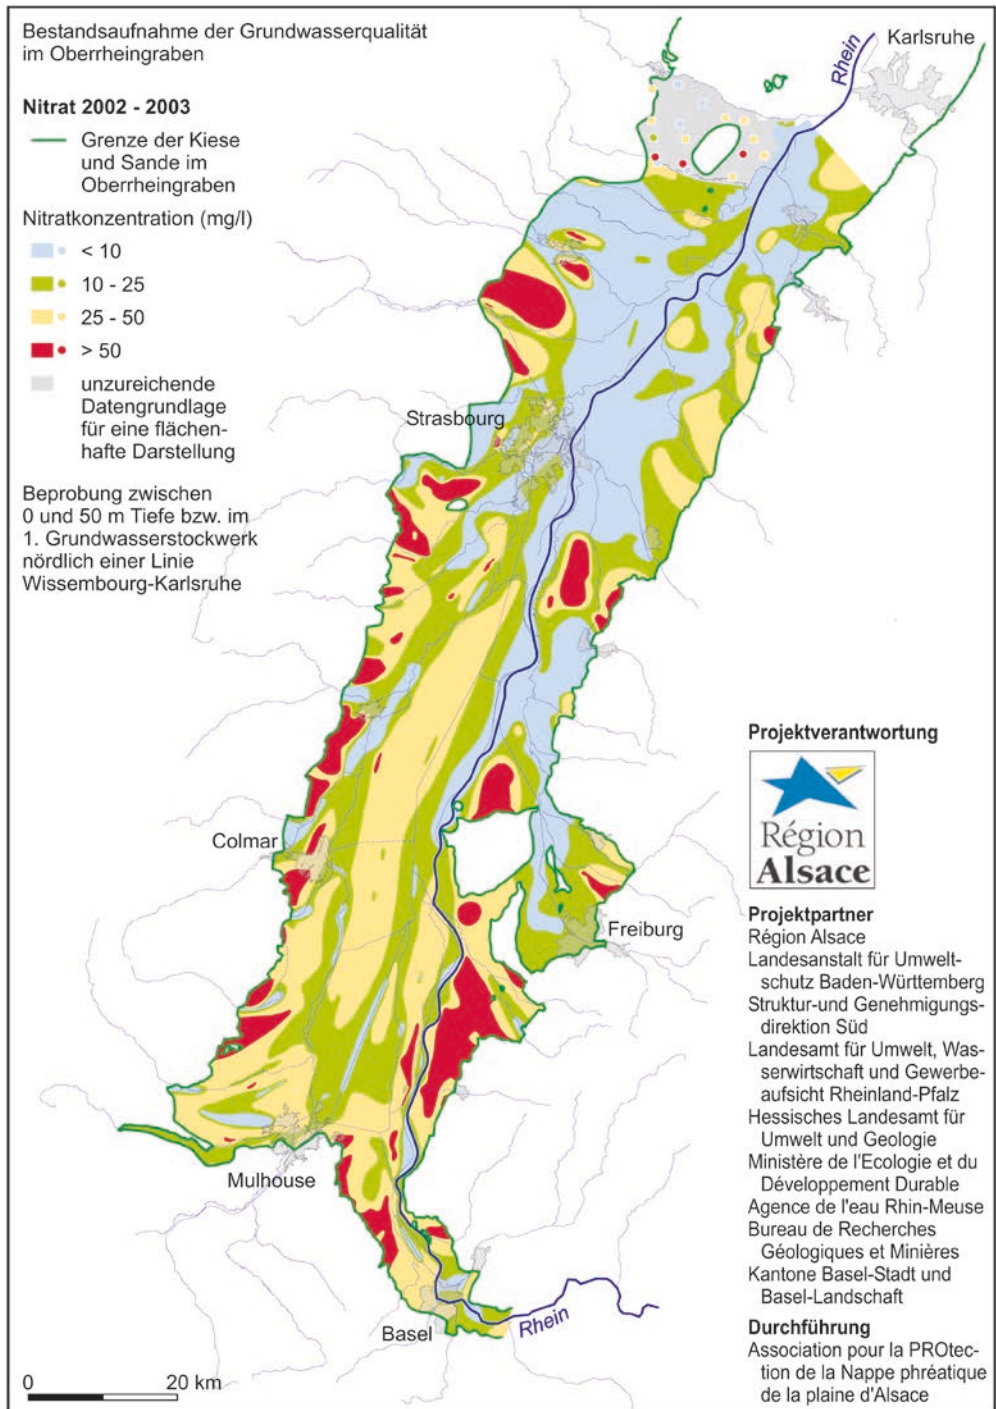 Bestandsaufnahme der Grundwasserqualität
im Oberrheingraben
Nitrat 2002 - 2003
Grenze der Kiese
und Sande im
Oberrheingraben
Nitratkonzentration (mg/l)
< 10
10 - 25
25 - 50
> 50
unzureichende
Datengrundlage
für eine flächen-
hafte Darstellung
Beprobung zwischen
0 und 50 m Tiefe bzw. im
1. Grundwasserstockwerk
nördlich einer Linie
Wissembourg-Karlsruhe
Karlsruhe
Rhein
Strasbourg
Colmar
Freiburg
Mulhouse
Basel
Rhein
0 20 km
Projektverantwortung
Région
Alsace
Projektpartner
Région Alsace
Landesanstalt für Umwelt-
schutz Baden-Württemberg
Struktur-und Genehmigungs-
direktion Süd
Landesamt für Umwelt, Was-
serwirtschaft und Gewerbe-
aufsicht Rheinland-Pfalz
Hessisches Landesamt für
Umwelt und Geologie
Ministère de l'Ecologie et du
Développement Durable
Agence de l'eau Rhin-Meuse
Bureau de Recherches
Géologiques et Minières
Kantone Basel-Stadt und
Basel-Landschaft
Durchführung
Association pour la PROtec-
tion de la Nappe phréatique
de la plaine d'Alsace